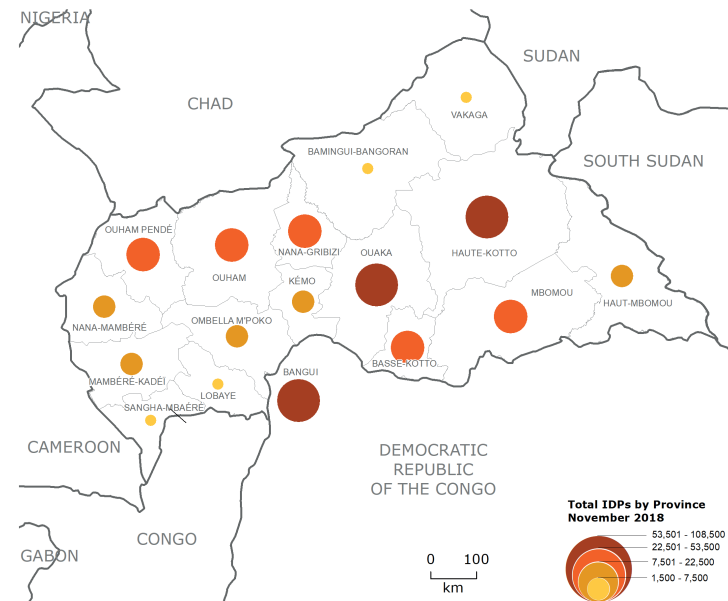 NIGERIA
SUDAN
CHAD
VAKAGA
BAMINGUI-BANGORAN
SOUTH SUDAN
OUHAM PENDÉ
NANA-GRIBIZI
OUAKA
HAUTE-KOTTO
OUHAM
KÉMO
MBOMOU
HAUT-MBOMOU
OMBELLA M'POKO
NANA-MAMBÉRÉ
BASSE-KOTTO
BANGUI
MAMBÉRÉ-KADÉÏ
LOBAYE
SANGHA-MBAÉRÉ
CAMEROON
DEMOCRATIC
REPUBLIC
OF THE CONGO
CONGO
GABON
0 100
km
Total IDPs by Province
November 2018
53,501 - 108,500
22,501 - 53,500
7,501 - 22,500
1,500 - 7,500